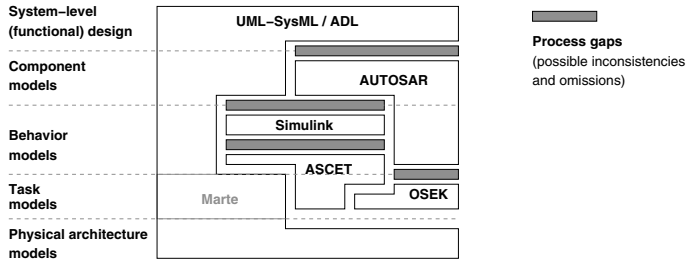 System–level
(functional) design
UML–SysML / ADL
Process gaps
(possible inconsistencies
and omissions)
Component
models
AUTOSAR
Simulink
Behavior
models
ASCET
Task
models
Marte
OSEK
Physical architecture
models